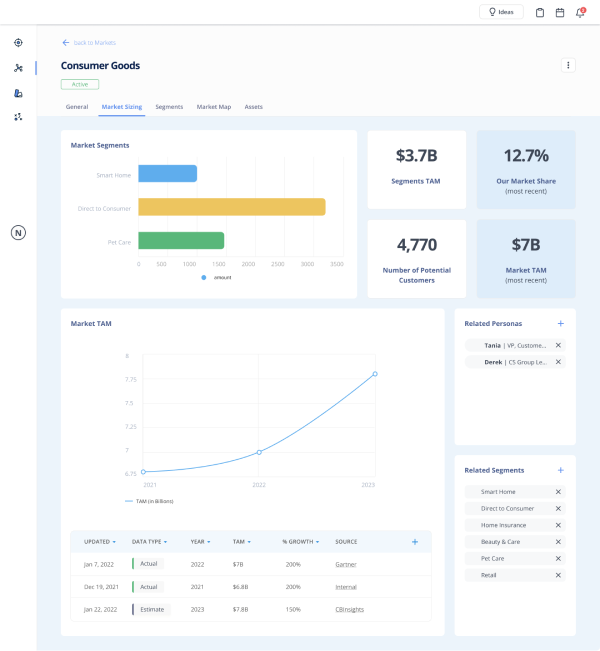 Ideas
2
Back to Markets
Consumer Goods
Active
General Market Sizing Segments Market Map Assets
Market Segments
Smart Home
Direct to Consumer
Pet Care
0 500 1000 1500 2000 2500 3000 3500
amount
$3.7B
Segments TAM
12.7%
Our Market Share
(most recent)
4,770
Number of Potential
Customers
$7B
Market TAM
(most recent)
N
Market TAM
8
7.75
7.5
7.25
7
6.75
2021 2022 2023
TAM (in Billions)
UPDATED DATA TYPE YEAR TAM % GROWTH SOURCE +
Jan 7, 2022 Actual 2022 $7B 200% Gartner
Dec 19, 2021 Actual 2021 $6.8B 200% Internal
Jan 22, 2022 Estimate 2023 $7.8B 150% CBInsights
Related Personas +
Tania | VP, Custome... ✕
Derek | CS Group Le... ✕
Related Segments +
Smart Home ✕
Direct to Consumer ✕
Home Insurance ✕
Beauty & Care ✕
Pet Care ✕
Retail ✕